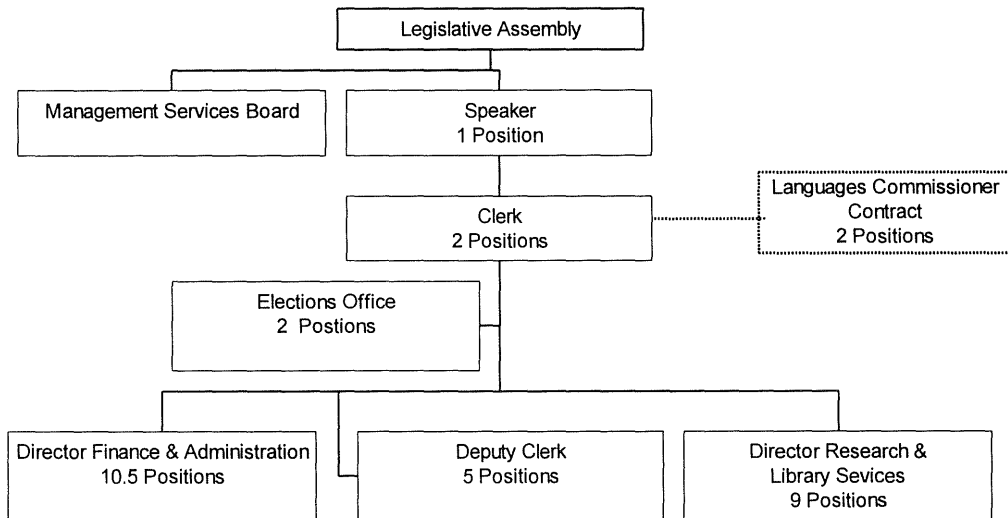 Legislative Assembly
Management Services Board
Speaker
1 Position
Clerk
2 Positions
Languages Commissioner
Contract
2 Positions
Elections Office
2 Postions
Director Finance & Administration
10.5 Positions
Deputy Clerk
5 Positions
Director Research &
Library Sevices
9 Positions